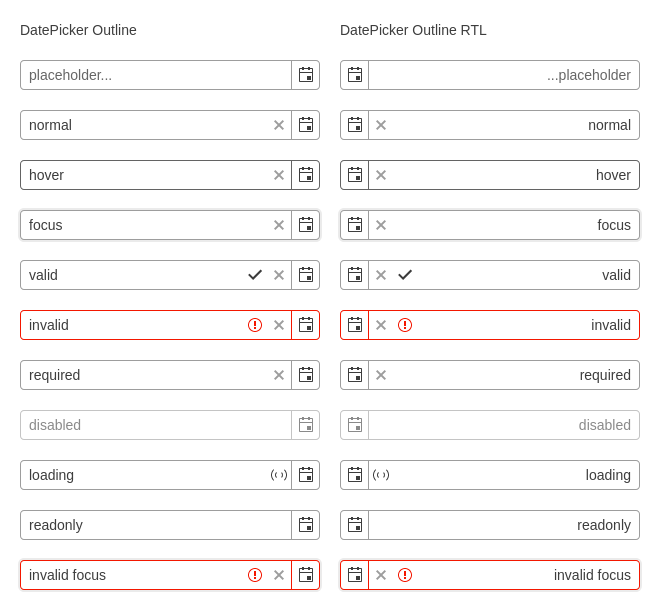 DatePicker Outline
DatePicker Outline RTL
placeholder...
...placeholder
normal
normal
hover
hover
focus
focus
valid
valid
invalid
invalid
required
required
disabled
disabled
loading
loading
readonly
readonly
invalid focus
invalid focus